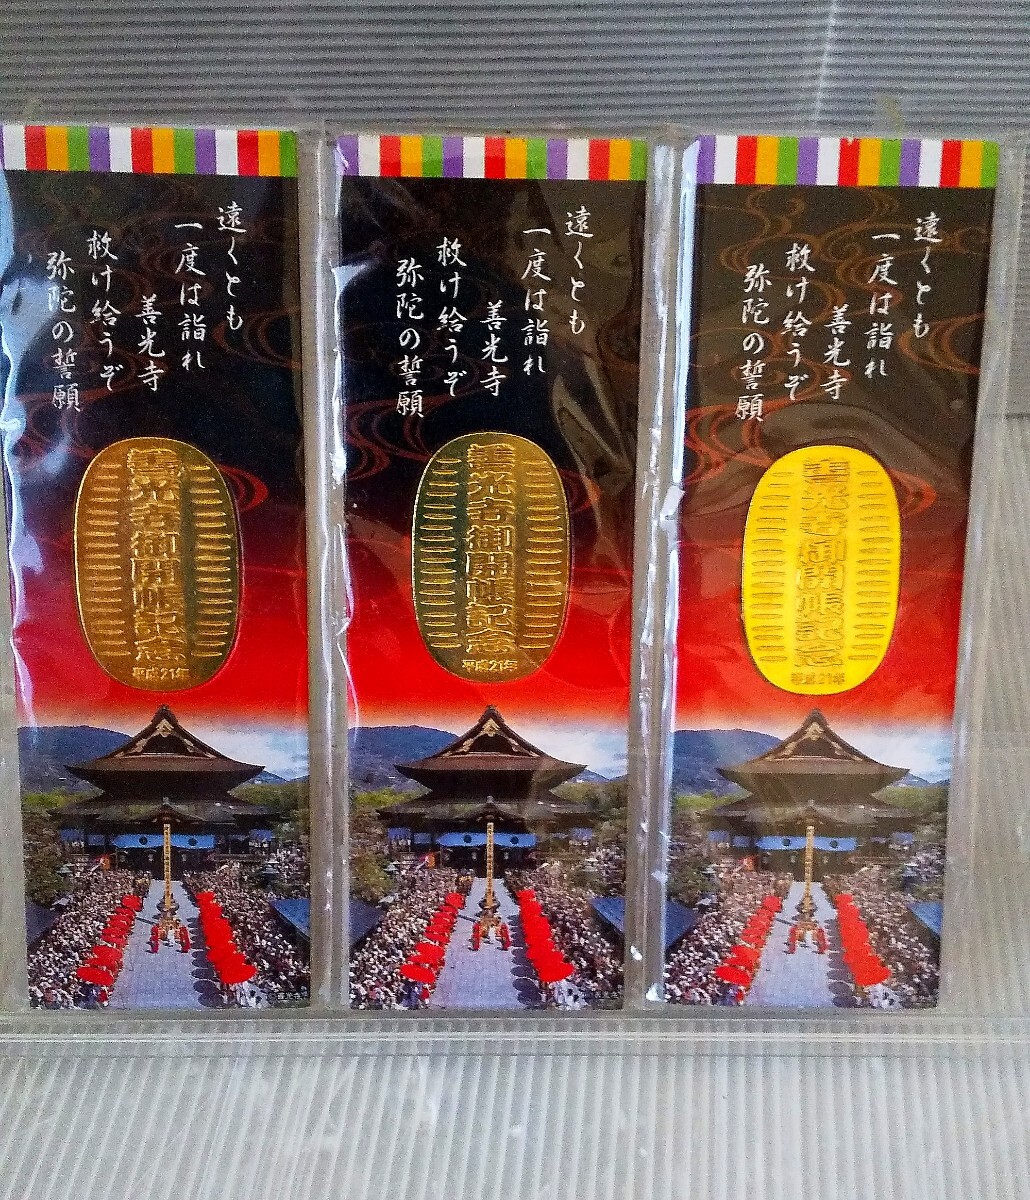 遠くとも
一度は詣れ
善光寺
救け給うぞ
弥陀の誓願
善光寺御開帳記念
平成21年
遠くとも
一度は詣れ
善光寺
救け給うぞ
弥陀の誓願
善光寺御開帳記念
平成21年
遠くとも
一度は詣れ
善光寺
救け給うぞ
弥陀の誓願
善光寺御開帳記念
平成21年